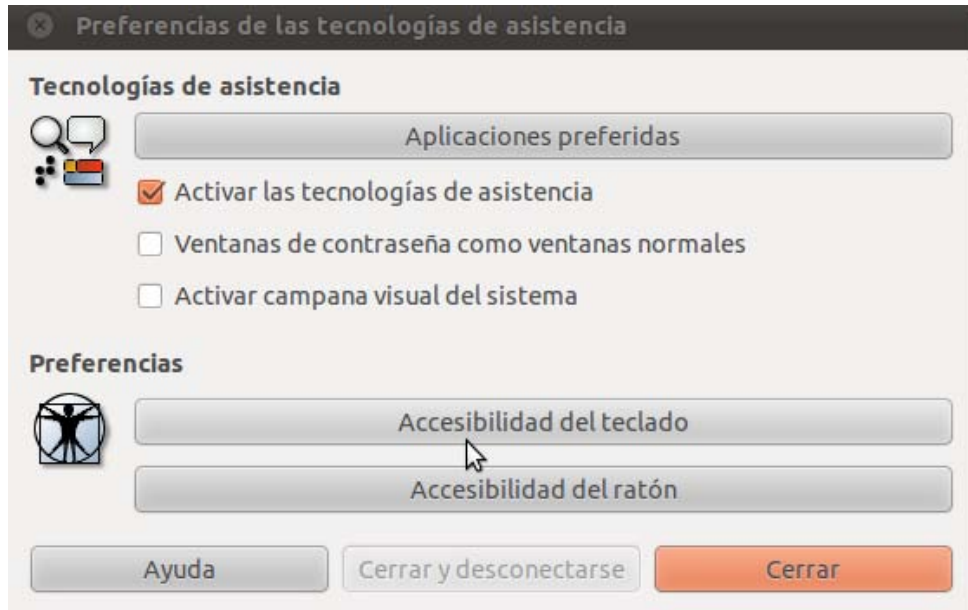 Preferencias de las tecnologías de asistencia
Tecnologías de asistencia
Aplicaciones preferidas
Activar las tecnologías de asistencia
Ventanas de contraseña como ventanas normales
Activar campana visual del sistema
Preferencias
Accesibilidad del teclado
Accesibilidad del ratón
Ayuda
Cerrar y desconectarse
Cerrar